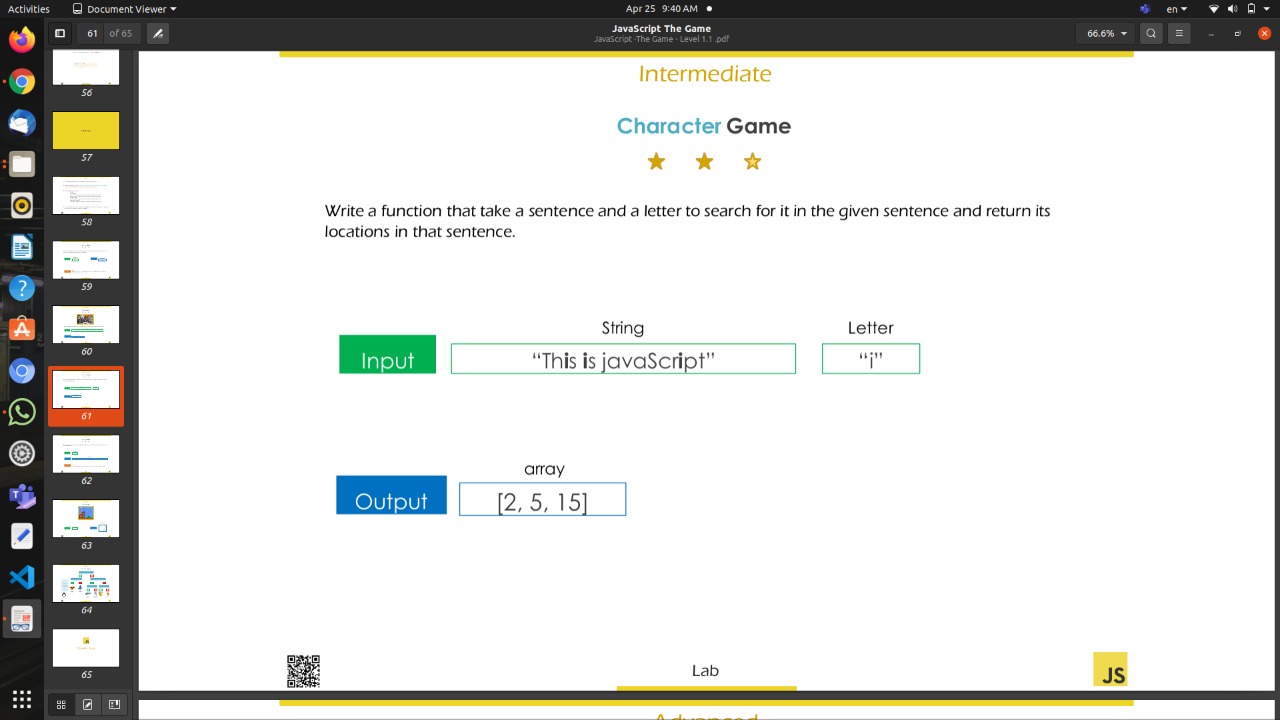 Activities
Document Viewer
Apr 25 9:40 AM
en
61 of 65
JavaScript The Game
JavaScript -The Game - Level 1.1 .pdf
66.6%
56
57
58
59
60
61
62
63
64
65
Intermediate
Character Game
Write a function that take a sentence and a letter to search for it in the given sentence and return its
locations in that sentence.
String
Letter
Input
“This is javaScript”
“i”
array
Output
[2, 5, 15]
Lab
JS
Advanced